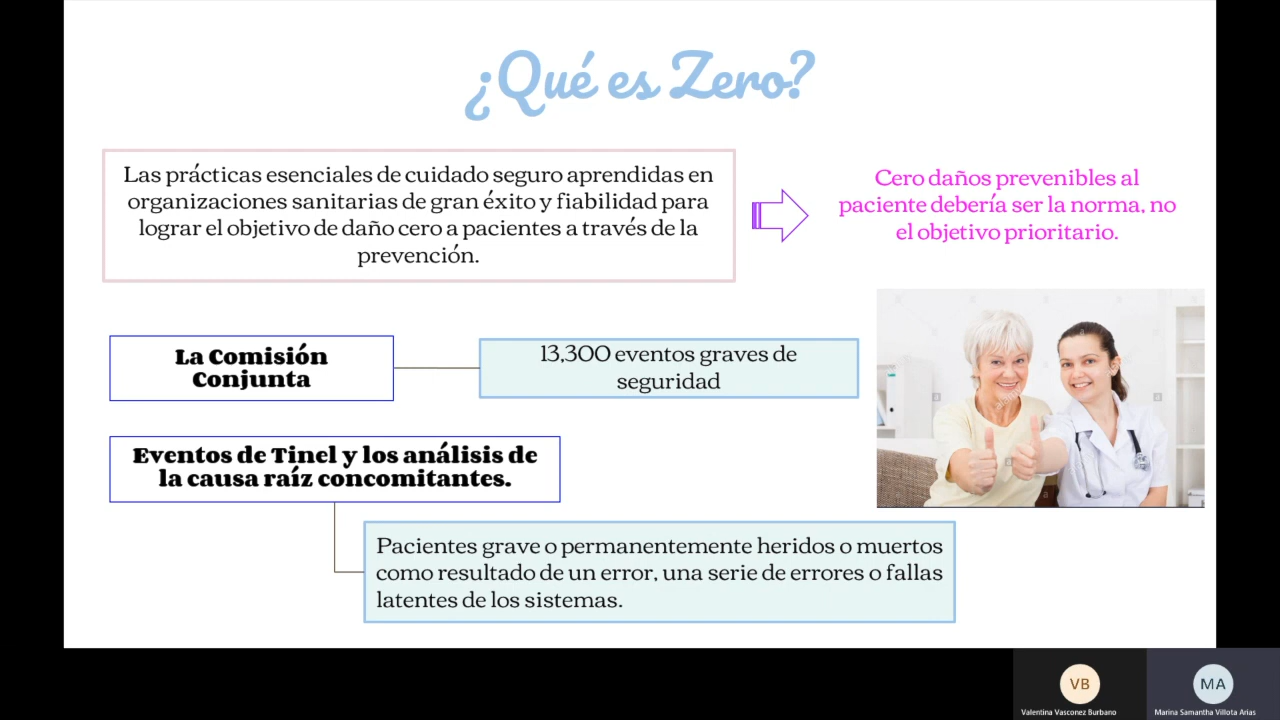 ¿Qué es Zero?
Las prácticas esenciales de cuidado seguro aprendidas en
organizaciones sanitarias de gran éxito y fiabilidad para
lograr el objetivo de daño cero a pacientes a través de la
prevención.
Cero daños prevenibles al
paciente debería ser la norma, no
el objetivo prioritario.
La Comisión
Conjunta
13,300 eventos graves de
seguridad
Eventos de Tinel y los análisis de
la causa raíz concomitantes.
Pacientes grave o permanentemente heridos o muertos
como resultado de un error, una serie de errores o fallas
latentes de los sistemas.
VB
Valentina Vasconez Burbano
MA
Marina Samantha Villota Arias